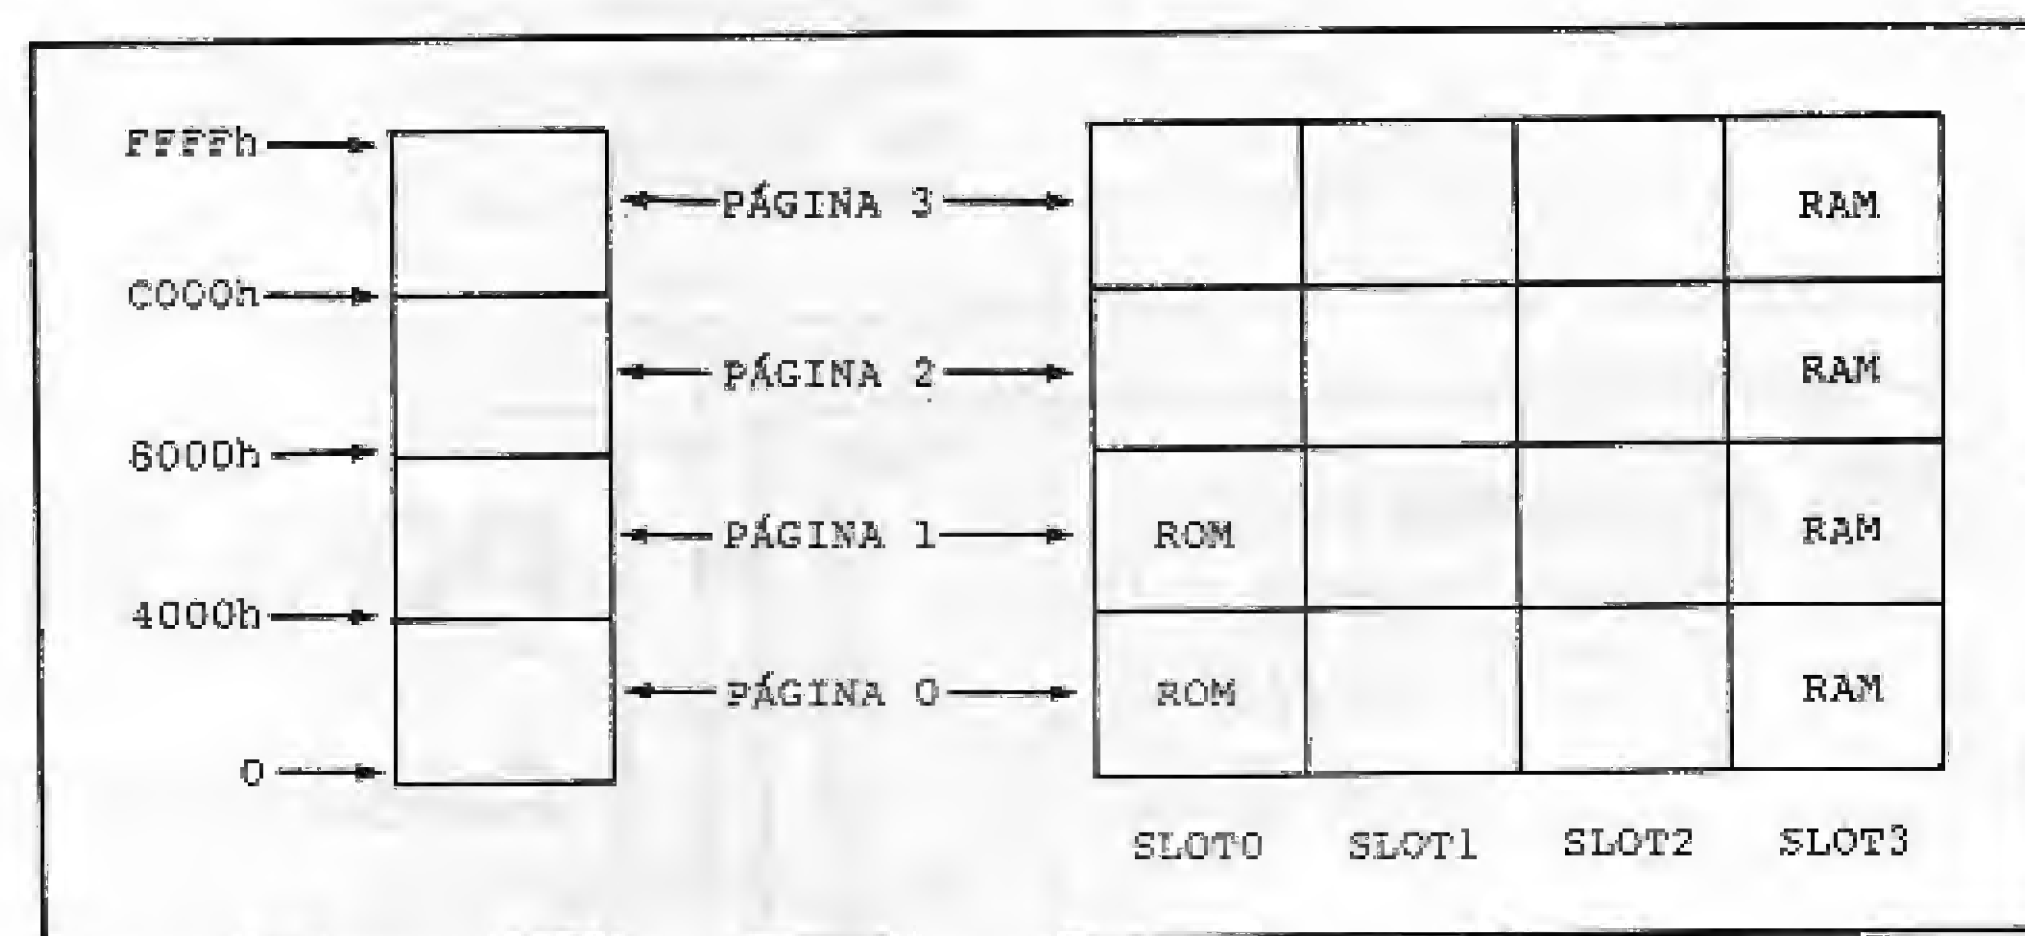 FFFFh
PÁGINA 3
RAM
C000h
PÁGINA 2
RAM
8000h
PÁGINA 1
ROM
RAM
4000h
PÁGINA 0
ROM
RAM
0
SLOT0 SLOT1 SLOT2 SLOT3